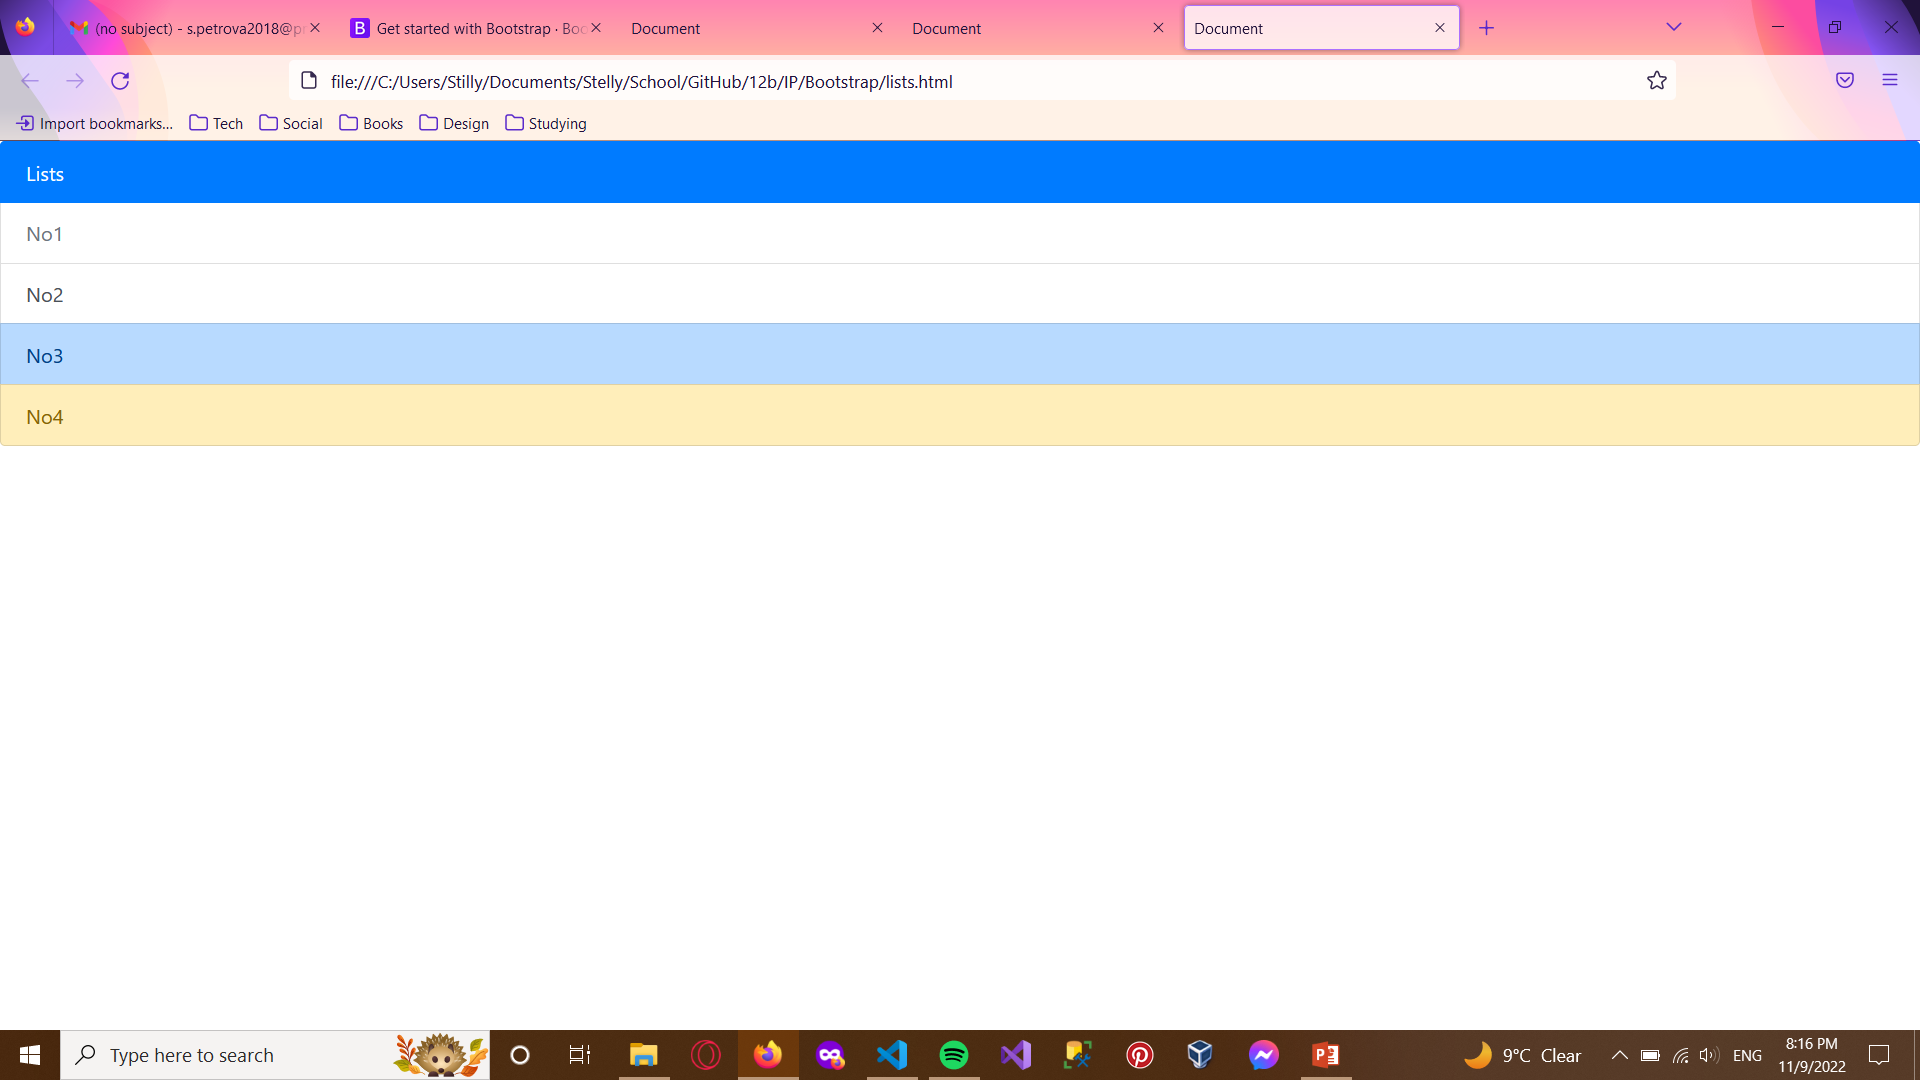 (no subject) - s.petrova2018@p
Get started with Bootstrap · Boo
Document
Document
Document
file:///C:/Users/Stilly/Documents/Stelly/School/GitHub/12b/IP/Bootstrap/lists.html
Import bookmarks...
Tech
Social
Books
Design
Studying
Lists
No1
No2
No3
No4
Type here to search
9°C Clear
ENG
8:16 PM
11/9/2022